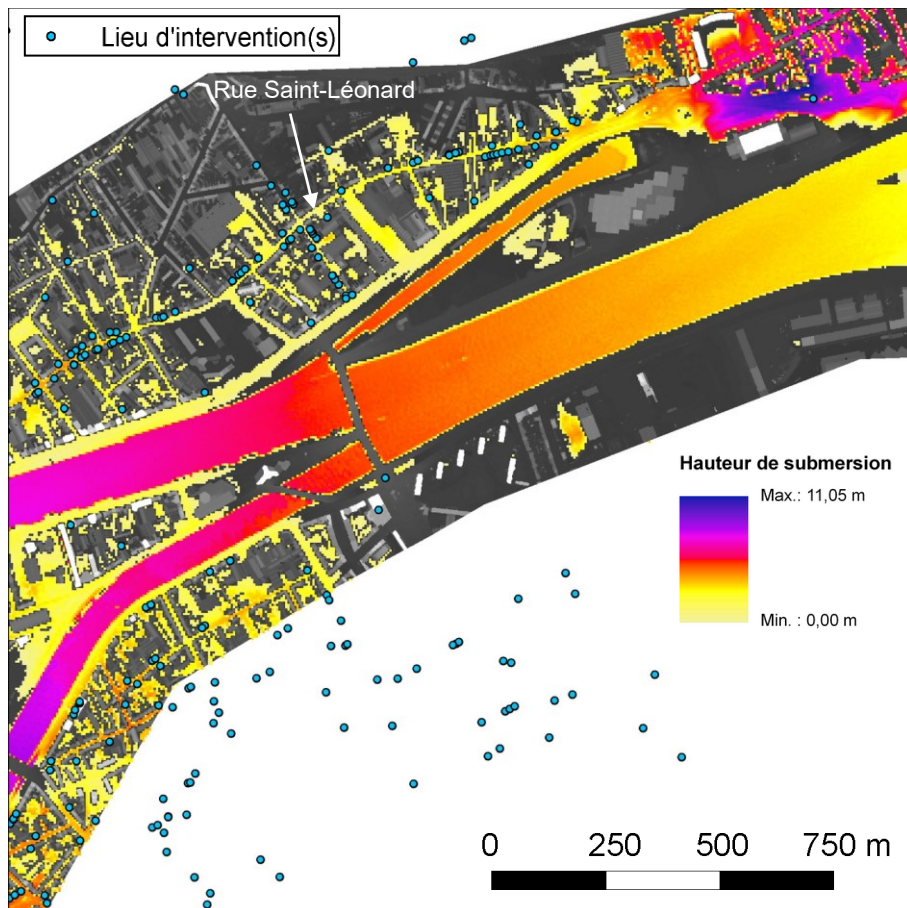 Lieu d'intervention(s)
Rue Saint-Léonard
Hauteur de submersion
Max.: 11,05 m
Min. : 0,00 m
0 250 500 750 m